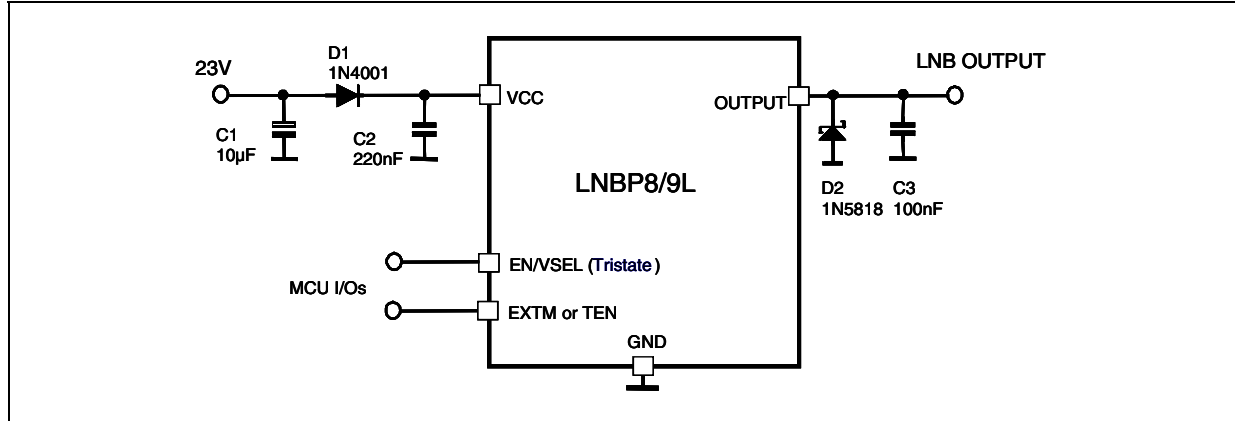 23V
D1
1N4001
C1
10µF
C2
220nF
VCC
OUTPUT
LNB OUTPUT
LNBP8/9L
D2
1N5818
C3
100nF
MCU I/Os
EN/VSEL (Tristate)
EXTM or TEN
GND